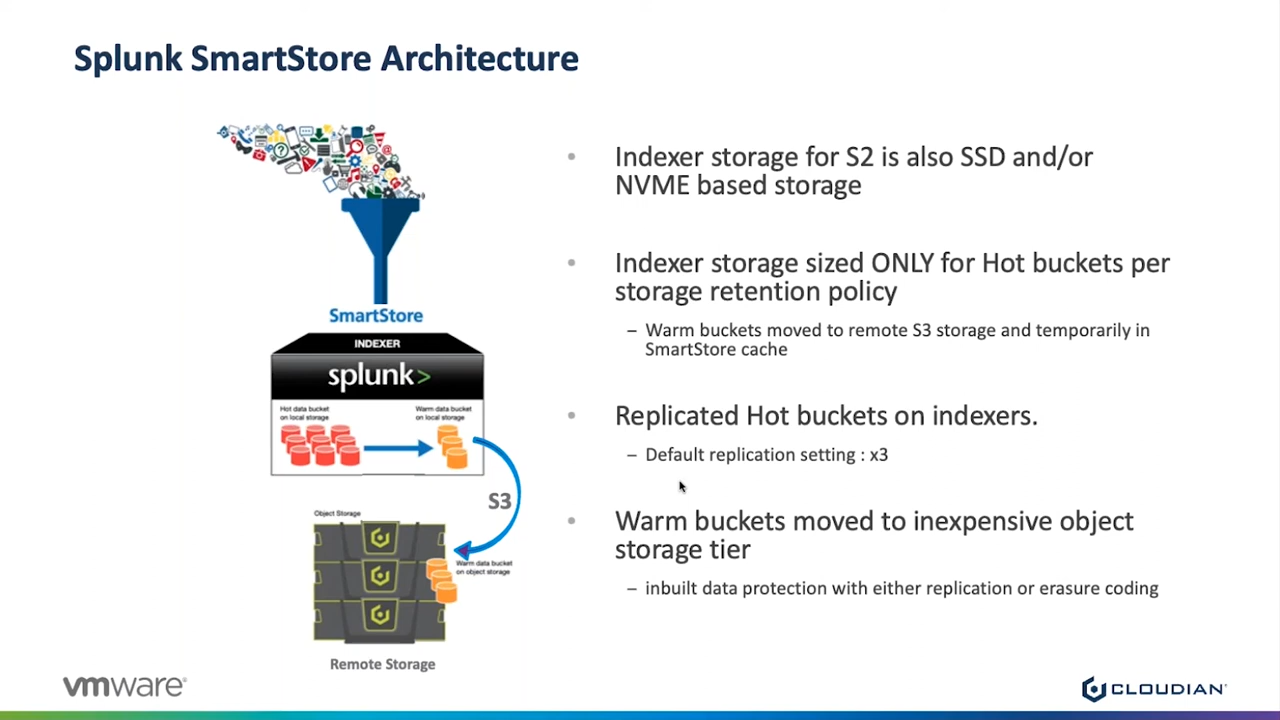 Splunk SmartStore Architecture
SmartStore
INDEXER
splunk>
Hot data bucket
on local storage
Warm data bucket
on local storage
S3
Object Storage
Warm data bucket
on object storage
Remote Storage
• Indexer storage for S2 is also SSD and/or
NVME based storage
• Indexer storage sized ONLY for Hot buckets per
storage retention policy
– Warm buckets moved to remote S3 storage and temporarily in
SmartStore cache
• Replicated Hot buckets on indexers.
– Default replication setting : x3
• Warm buckets moved to inexpensive object
storage tier
– inbuilt data protection with either replication or erasure coding
vmware®
CLOUDIAN®